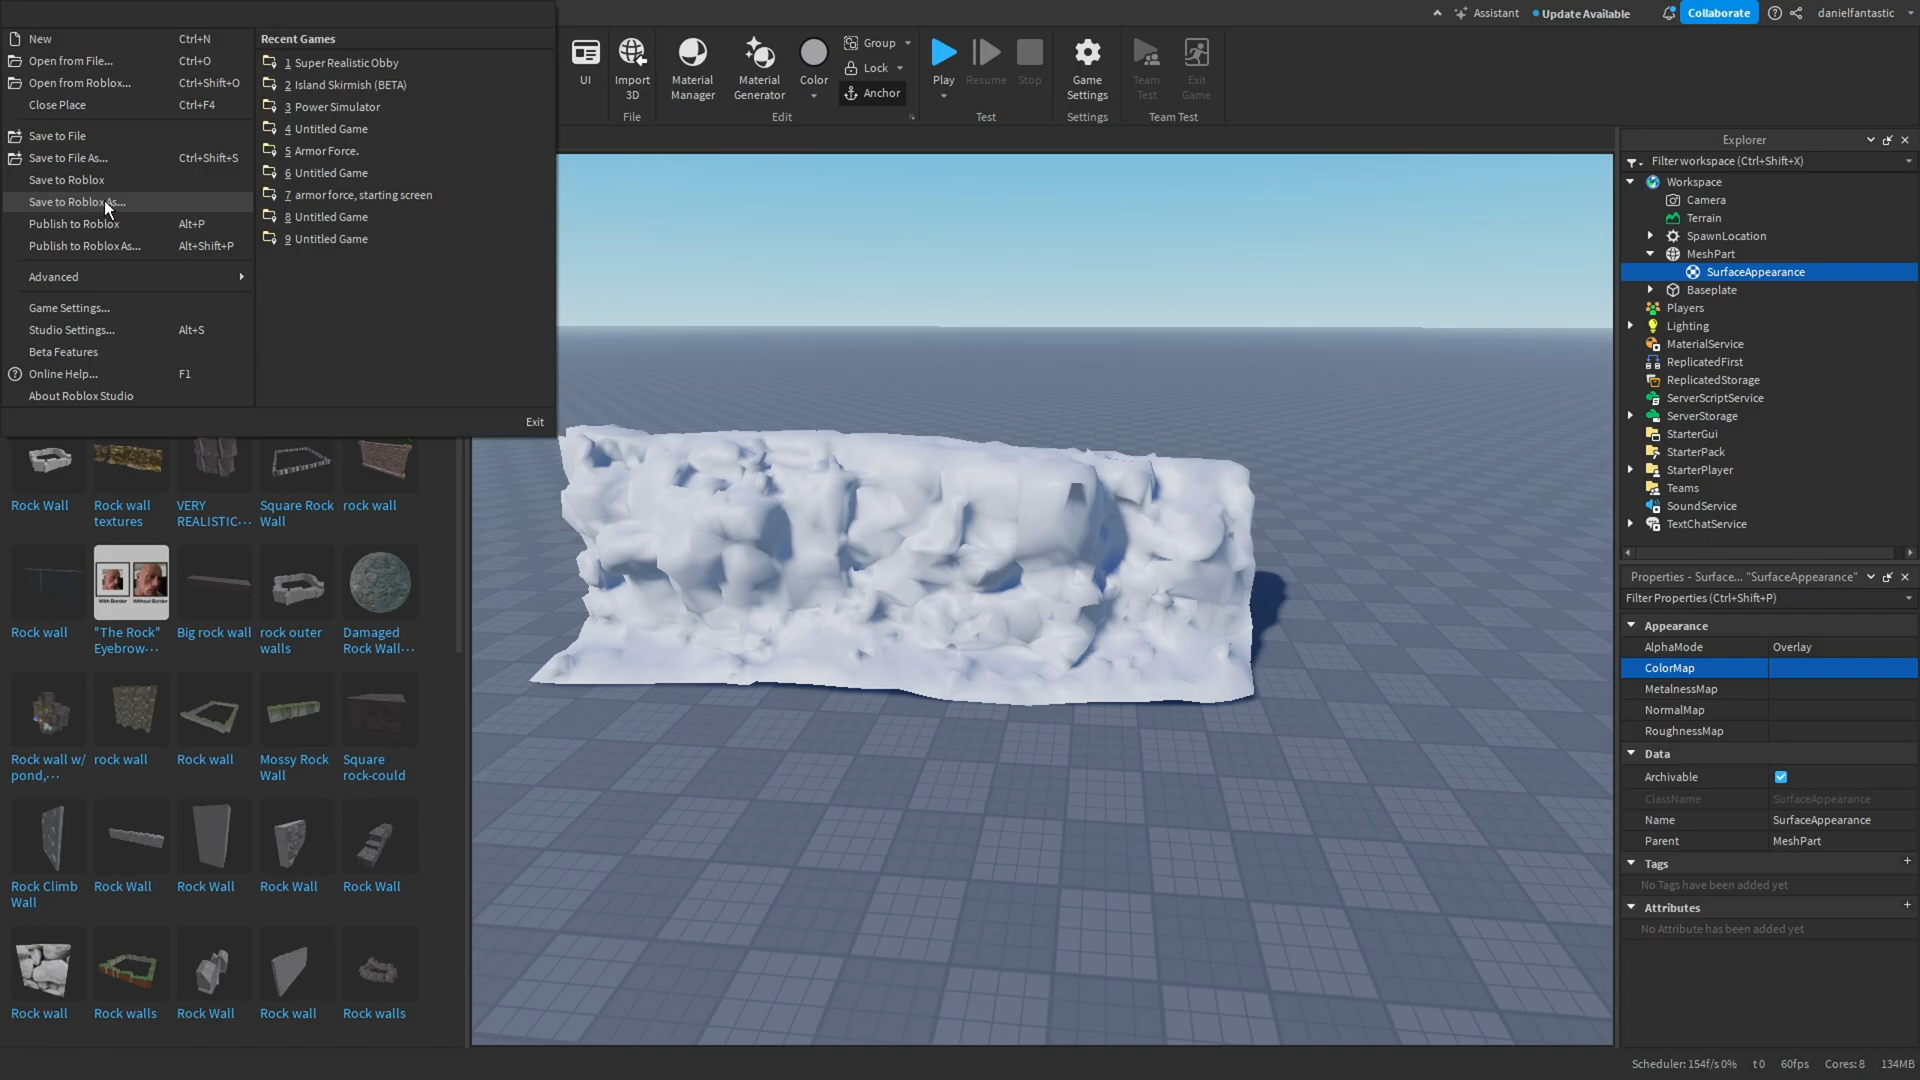 Assistant
Update Available
Collaborate
danielfantastic
New Ctrl+N
Open from File... Ctrl+O
Open from Roblox... Ctrl+Shift+O
Close Place Ctrl+F4
Save to File
Save to File As... Ctrl+Shift+S
Save to Roblox
Save to Roblox As...
Publish to Roblox Alt+P
Publish to Roblox As... Alt+Shift+P
Advanced
Game Settings...
Studio Settings... Alt+S
Beta Features
Online Help... F1
About Roblox Studio
Recent Games
1 Super Realistic Obby
2 Island Skirmish (BETA)
3 Power Simulator
4 Untitled Game
5 Armor Force.
6 Untitled Game
7 armor force, starting screen
8 Untitled Game
9 Untitled Game
Exit
UI
Import
3D
Material
Manager
Material
Generator
Color
Group
Lock
Anchor
Play
Resume
Stop
Game
Settings
Team
Test
Exit
Game
File
Edit
Test
Settings
Team Test
Rock Wall
Rock wall
textures
VERY
REALISTIC···
Square Rock
Wall
rock wall
With Border
Without Border
Rock wall
"The Rock"
Eyebrow···
Big rock wall
rock outer
walls
Damaged
Rock Wall···
Rock wall w/
pond,···
rock wall
Rock wall
Mossy Rock
Wall
Square
rock-could
Rock Climb
Wall
Rock Wall
Rock Wall
Rock Wall
Rock Wall
Rock wall
Rock walls
Rock Wall
Rock wall
Rock walls
Explorer
Filter workspace (Ctrl+Shift+X)
Workspace
Camera
Terrain
SpawnLocation
MeshPart
SurfaceAppearance
Baseplate
Players
Lighting
MaterialService
ReplicatedFirst
ReplicatedStorage
ServerScriptService
ServerStorage
StarterGui
StarterPack
StarterPlayer
Teams
SoundService
TextChatService
Properties - Surface... "SurfaceAppearance"
Filter Properties (Ctrl+Shift+P)
Appearance
AlphaMode Overlay
ColorMap
MetalnessMap
NormalMap
RoughnessMap
Data
Archivable
ClassName SurfaceAppearance
Name SurfaceAppearance
Parent MeshPart
Tags
No Tags have been added yet
Attributes
No Attribute has been added yet
Scheduler: 154f/s 0% t 0 60fps Cores: 8 134MB